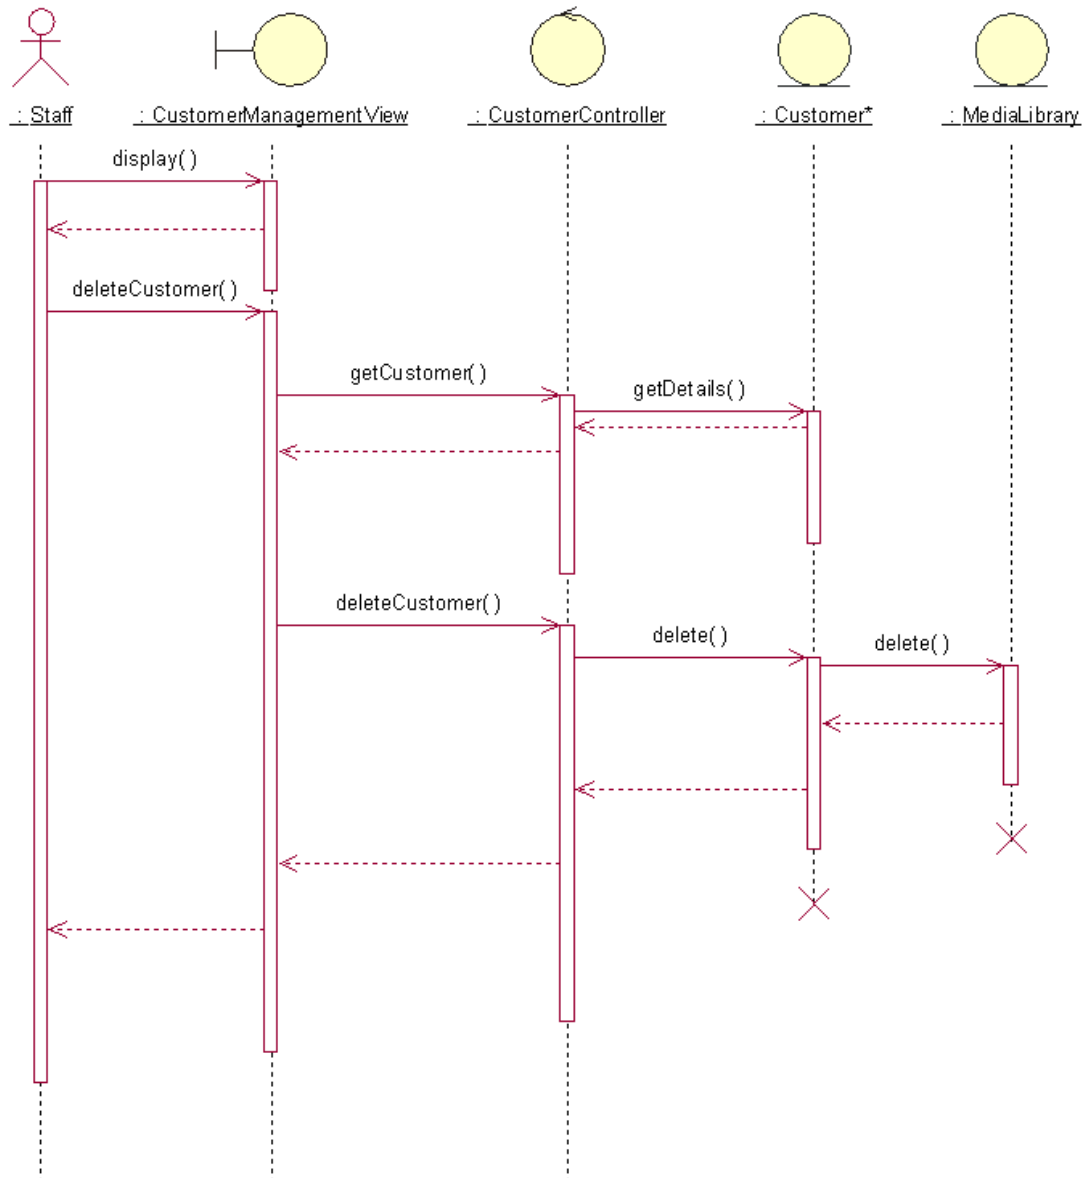 : Staff
: CustomerManagementView
: CustomerController
: Customer*
: MediaLibrary
display( )
deleteCustomer( )
getCustomer( )
getDetails( )
deleteCustomer( )
delete( )
delete( )